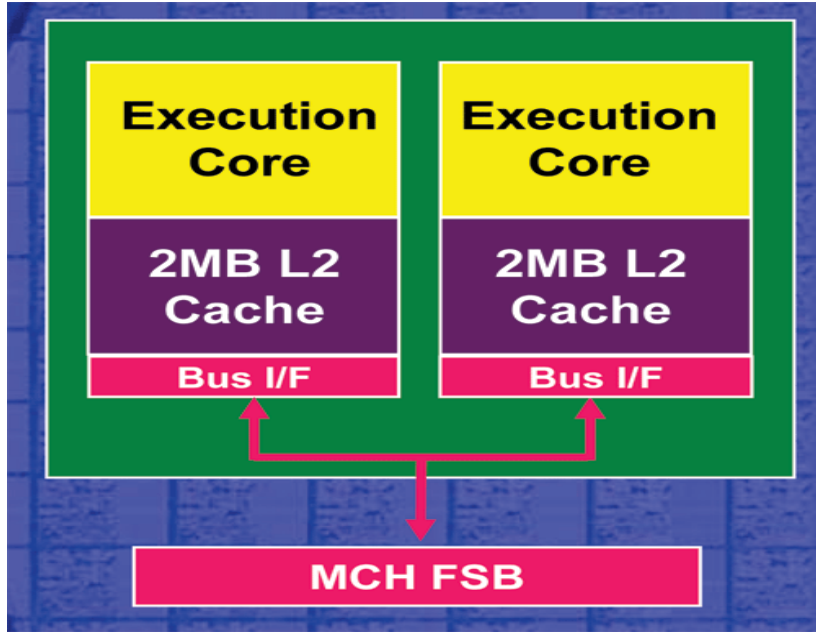 Execution
Core
2MB L2
Cache
Bus I/F
Execution
Core
2MB L2
Cache
Bus I/F
MCH FSB